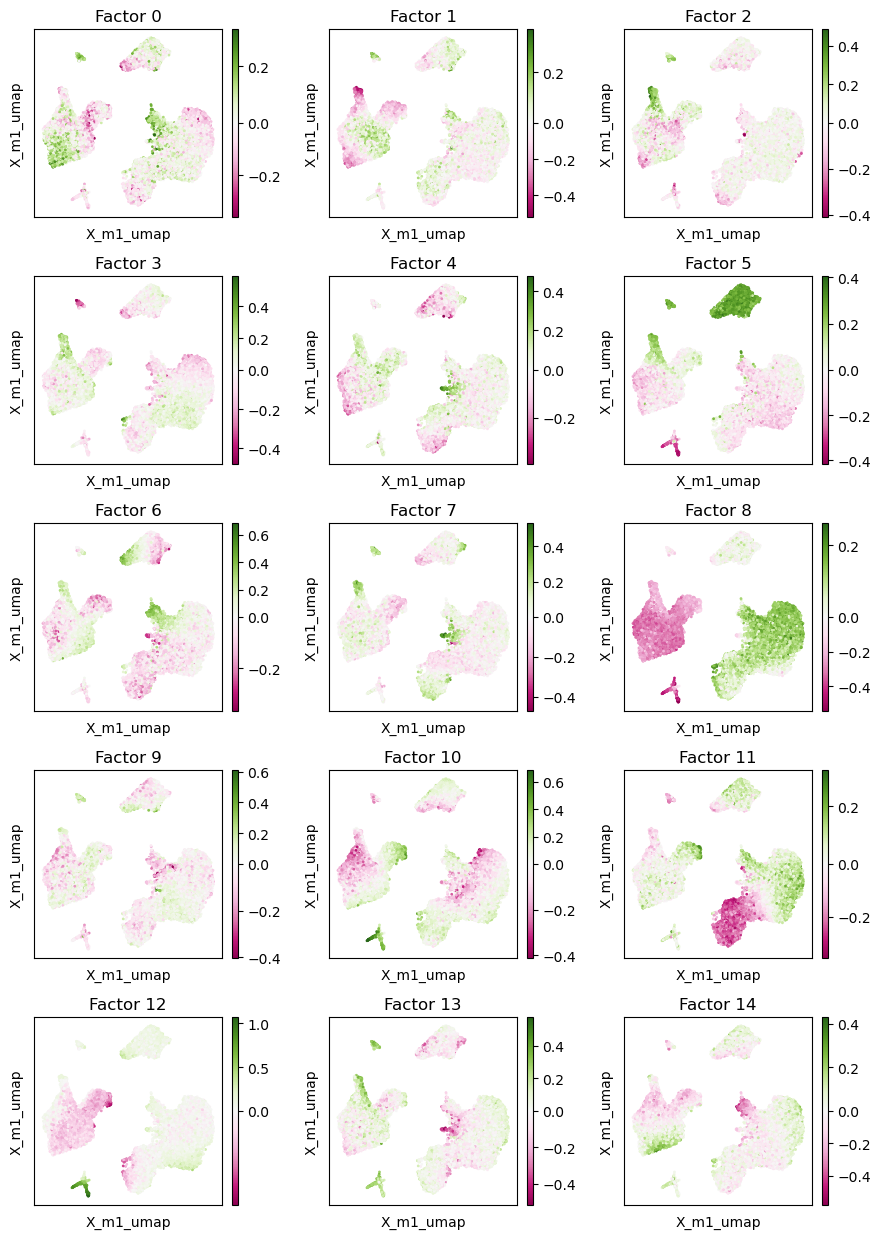 Factor 0
Factor 1
Factor 2
X_m1_umap
0.2
0.0
−0.2
X_m1_umap
X_m1_umap
0.2
0.0
−0.2
−0.4
X_m1_umap
X_m1_umap
0.4
0.2
0.0
−0.2
−0.4
X_m1_umap
Factor 3
Factor 4
Factor 5
X_m1_umap
0.4
0.2
0.0
−0.2
−0.4
X_m1_umap
X_m1_umap
0.4
0.2
0.0
−0.2
X_m1_umap
X_m1_umap
0.4
0.2
0.0
−0.2
−0.4
X_m1_umap
Factor 6
Factor 7
Factor 8
X_m1_umap
0.6
0.4
0.2
0.0
−0.2
X_m1_umap
X_m1_umap
0.4
0.2
0.0
−0.2
−0.4
X_m1_umap
X_m1_umap
0.2
0.0
−0.2
−0.4
X_m1_umap
Factor 9
Factor 10
Factor 11
X_m1_umap
0.6
0.4
0.2
0.0
−0.2
−0.4
X_m1_umap
X_m1_umap
0.6
0.4
0.2
0.0
−0.2
−0.4
X_m1_umap
X_m1_umap
0.2
0.0
−0.2
X_m1_umap
Factor 12
Factor 13
Factor 14
X_m1_umap
1.0
0.5
0.0
X_m1_umap
X_m1_umap
0.4
0.2
0.0
−0.2
−0.4
X_m1_umap
X_m1_umap
0.4
0.2
0.0
−0.2
−0.4
X_m1_umap